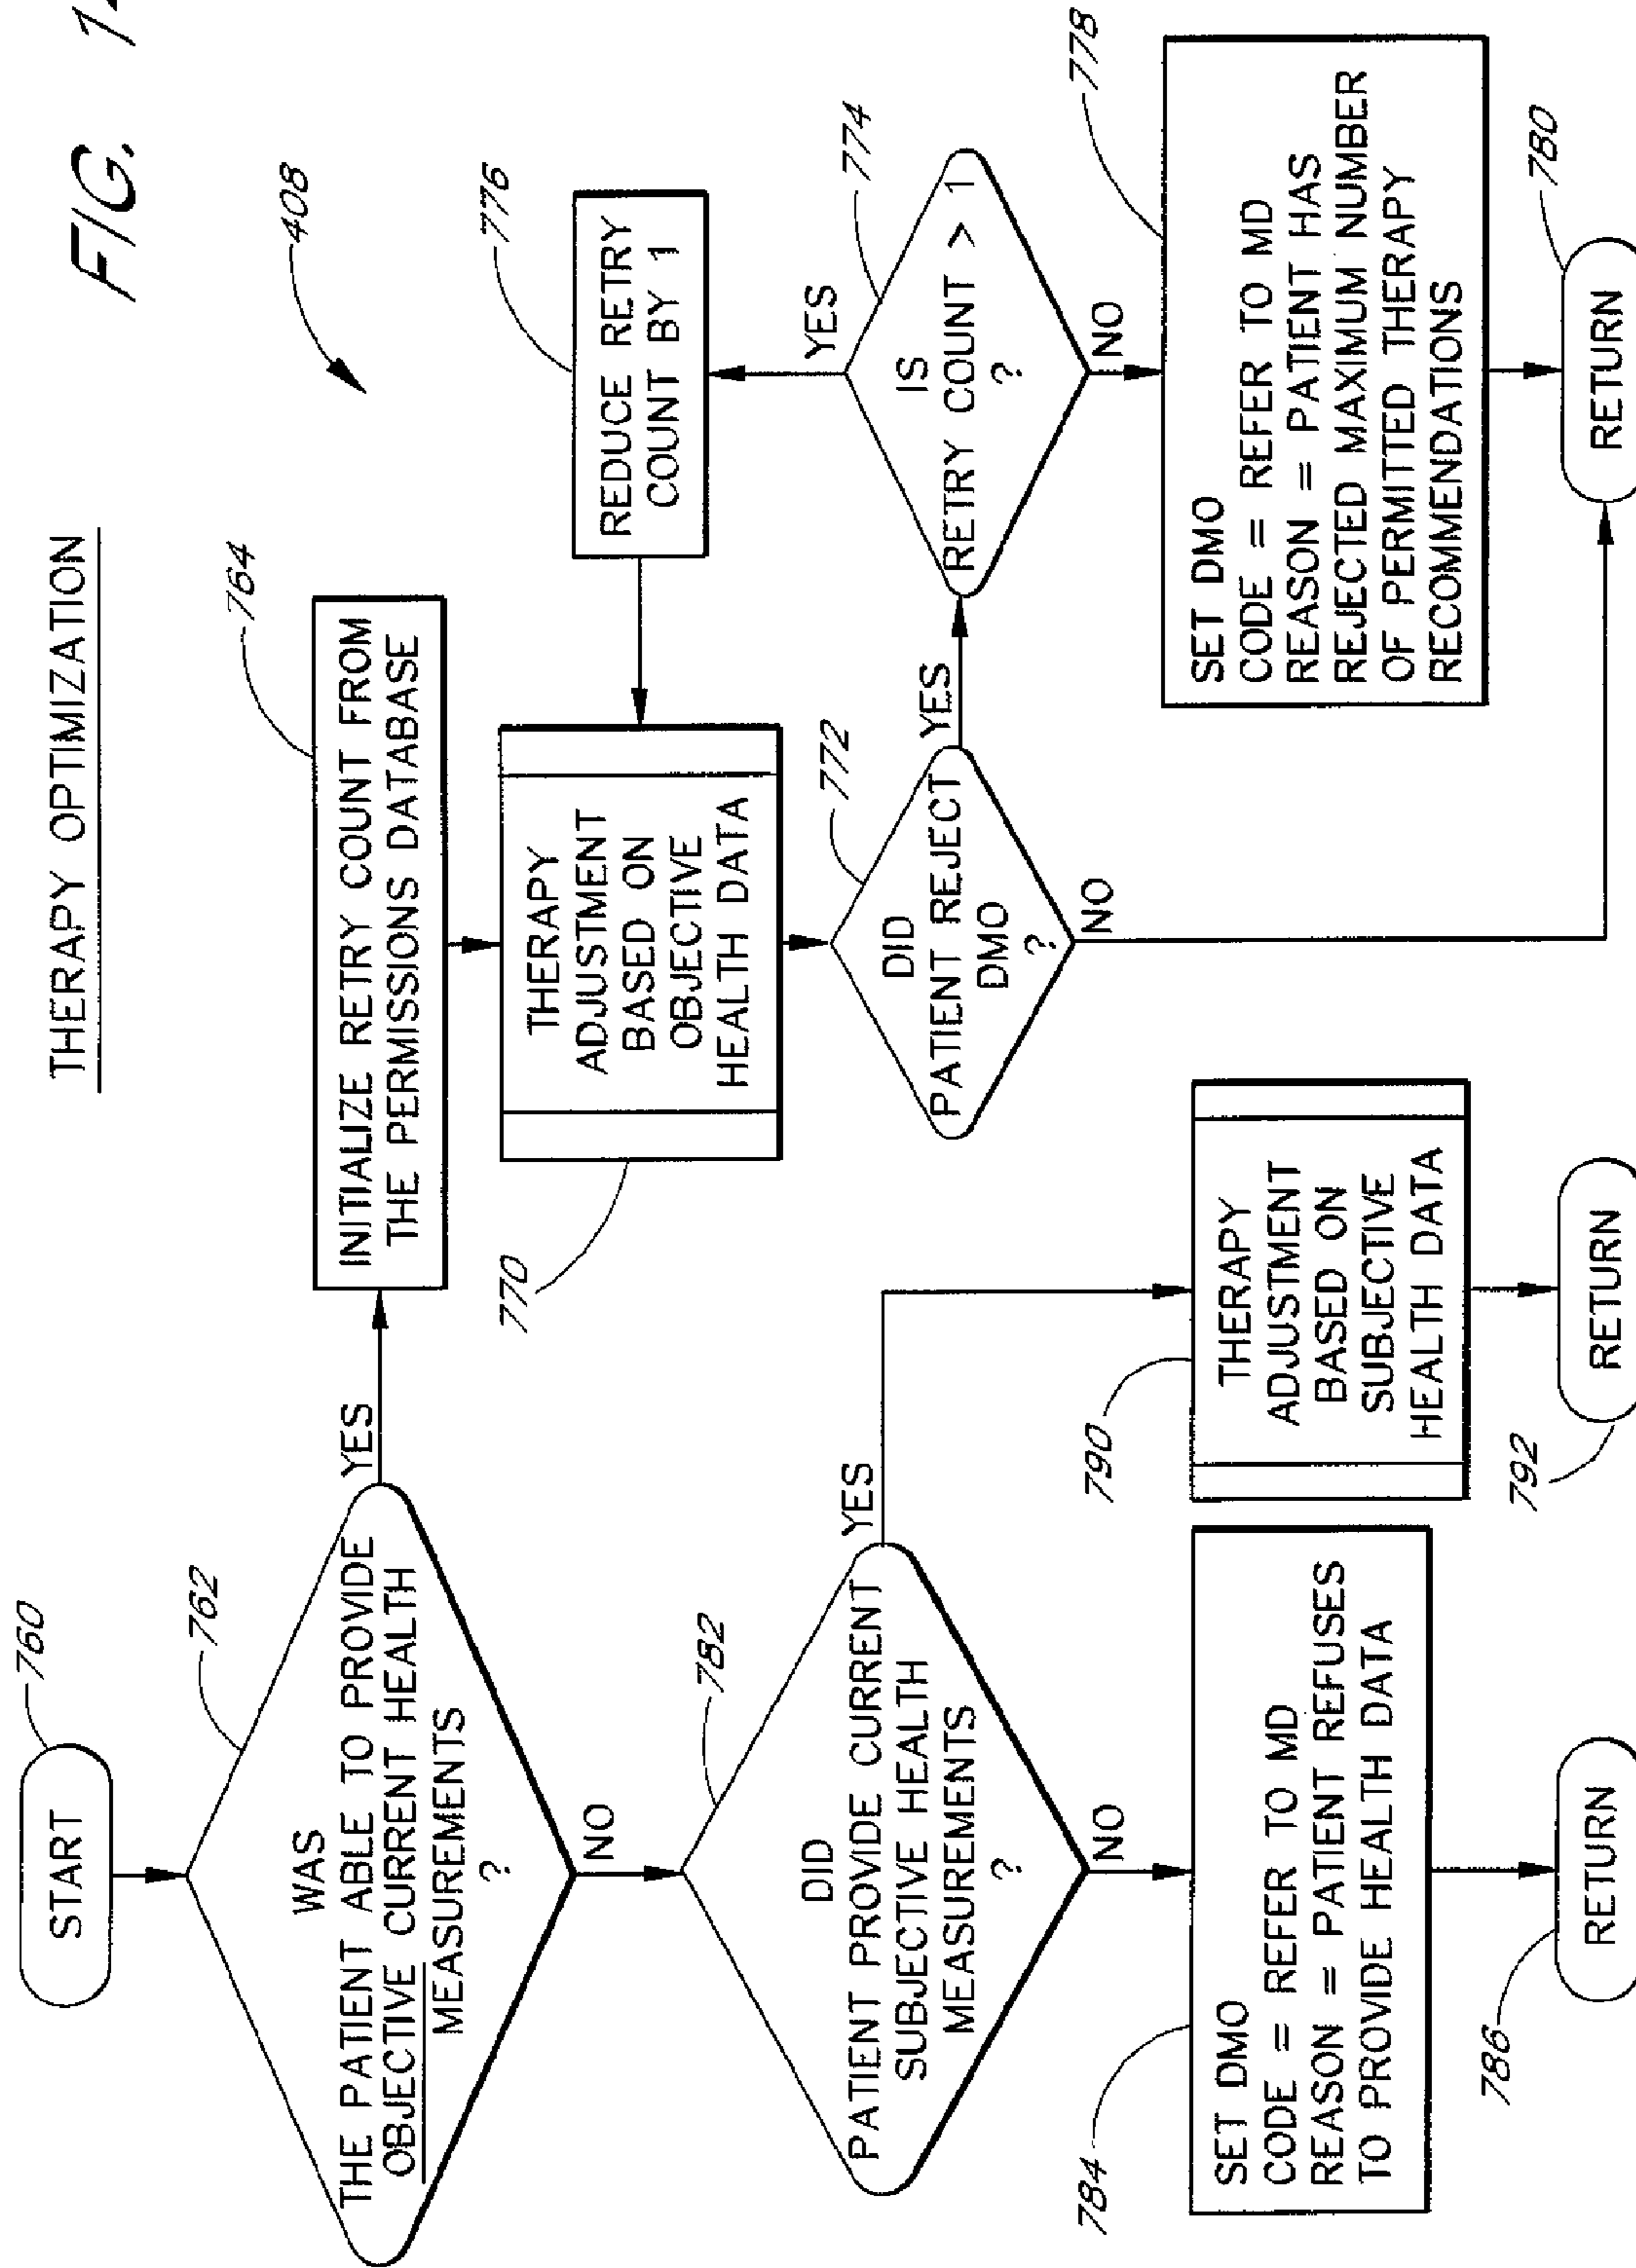 FIG. 1
THERAPY OPTIMIZATION
408
START
760
WAS
THE PATIENT ABLE TO PROVIDE
OBJECTIVE CURRENT HEALTH
MEASUREMENTS
?
762
YES
NO
INITIALIZE RETRY COUNT FROM
THE PERMISSIONS DATABASE
764
THERAPY
ADJUSTMENT
BASED ON
OBJECTIVE
HEALTH DATA
770
REDUCE RETRY
COUNT BY 1
776
DID
PATIENT REJECT
DMO
?
772
YES
NO
IS
RETRY COUNT > 1
?
774
YES
NO
SET DMO
CODE = REFER TO MD
REASON = PATIENT HAS
REJECTED MAXIMUM NUMBER
OF PERMITTED THERAPY
RECOMMENDATIONS
778
RETURN
780
DID
PATIENT PROVIDE CURRENT
SUBJECTIVE HEALTH
MEASUREMENTS
?
782
YES
NO
THERAPY
ADJUSTMENT
BASED ON
SUBJECTIVE
HEALTH DATA
790
RETURN
792
SET DMO
CODE = REFER TO MD
REASON = PATIENT REFUSES
TO PROVIDE HEALTH DATA
784
RETURN
786